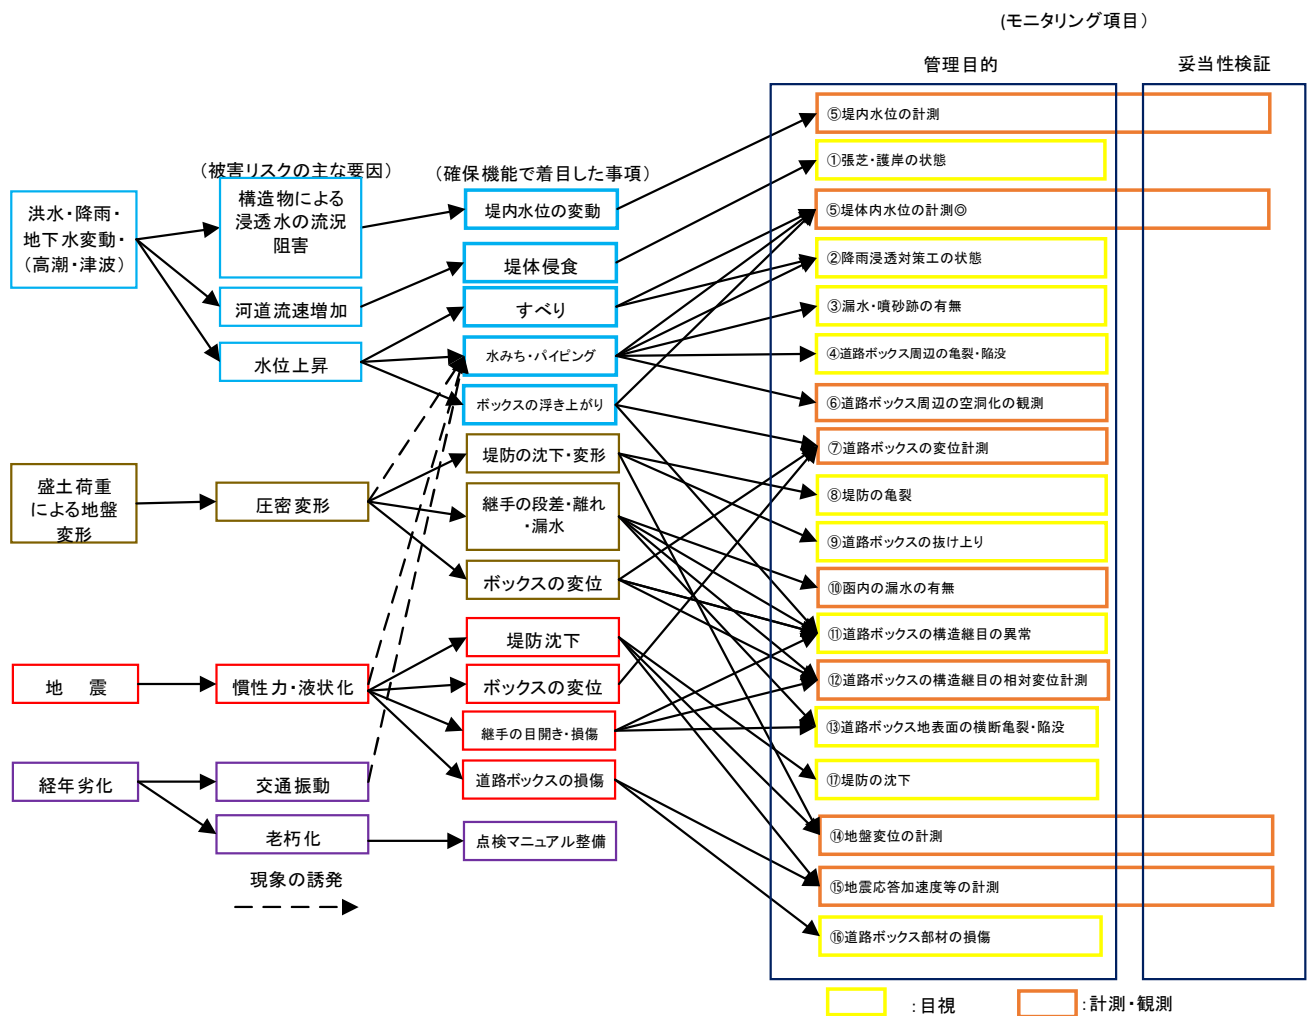 (モニタリング項目)
管理目的
妥当性検証
(被害リスクの主な要因)
(確保機能で着目した事項)
洪水・降雨・
地下水変動・
(高潮・津波)
盛土荷重
による地盤
変形
地 震
経年劣化
構造物による
浸透水の流況
阻害
河道流速増加
水位上昇
圧密変形
慣性力・液状化
交通振動
老朽化
現象の誘発
堤内水位の変動
堤体侵食
すべり
水みち・パイピング
ボックスの浮き上がり
堤防の沈下・変形
継手の段差・離れ
・漏水
ボックスの変位
堤防沈下
ボックスの変位
継手の目開き・損傷
道路ボックスの損傷
点検マニュアル整備
⑤堤内水位の計測
①張芝・護岸の状態
⑤堤体内水位の計測◎
②降雨浸透対策工の状態
③漏水・噴砂跡の有無
④道路ボックス周辺の亀裂・陥没
⑥道路ボックス周辺の空洞化の観測
⑦道路ボックスの変位計測
⑧堤防の亀裂
⑨道路ボックスの抜け上り
⑩函内の漏水の有無
⑪道路ボックスの構造継目の異常
⑫道路ボックスの構造継目の相対変位計測
⑬道路ボックス地表面の横断亀裂・陥没
⑰堤防の沈下
⑭地盤変位の計測
⑮地震応答加速度等の計測
⑯道路ボックス部材の損傷
:目視
:計測・観測